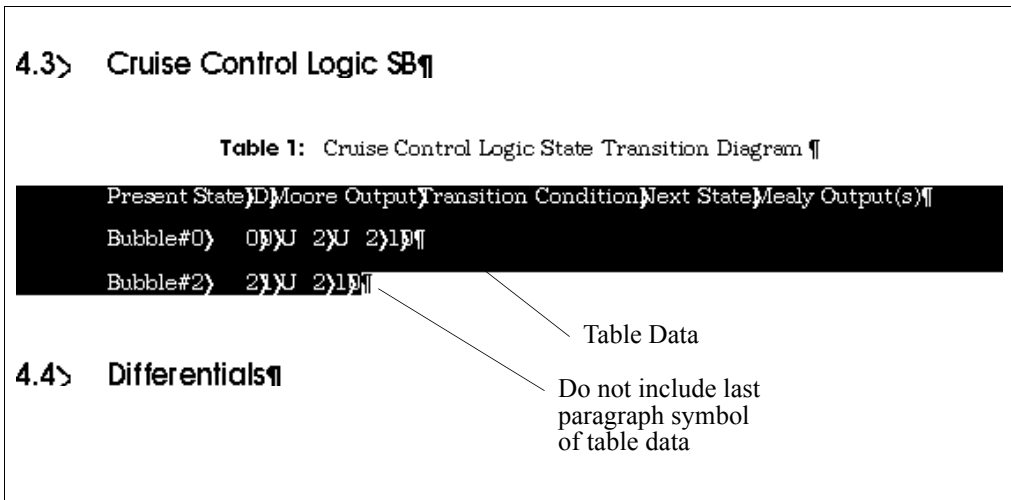 4.3> Cruise Control Logic SB¶
Table 1: Cruise Control Logic State Transition Diagram ¶
Present State>ID>Moore Output>Transition Condition>Next State>Mealy Output(s)¶
Bubble#0> 0>0>U 2>U 2>1>0¶
Bubble#2> 2>1>U 2>1>0¶
Table Data
4.4> Differentials¶
Do not include last
paragraph symbol
of table data